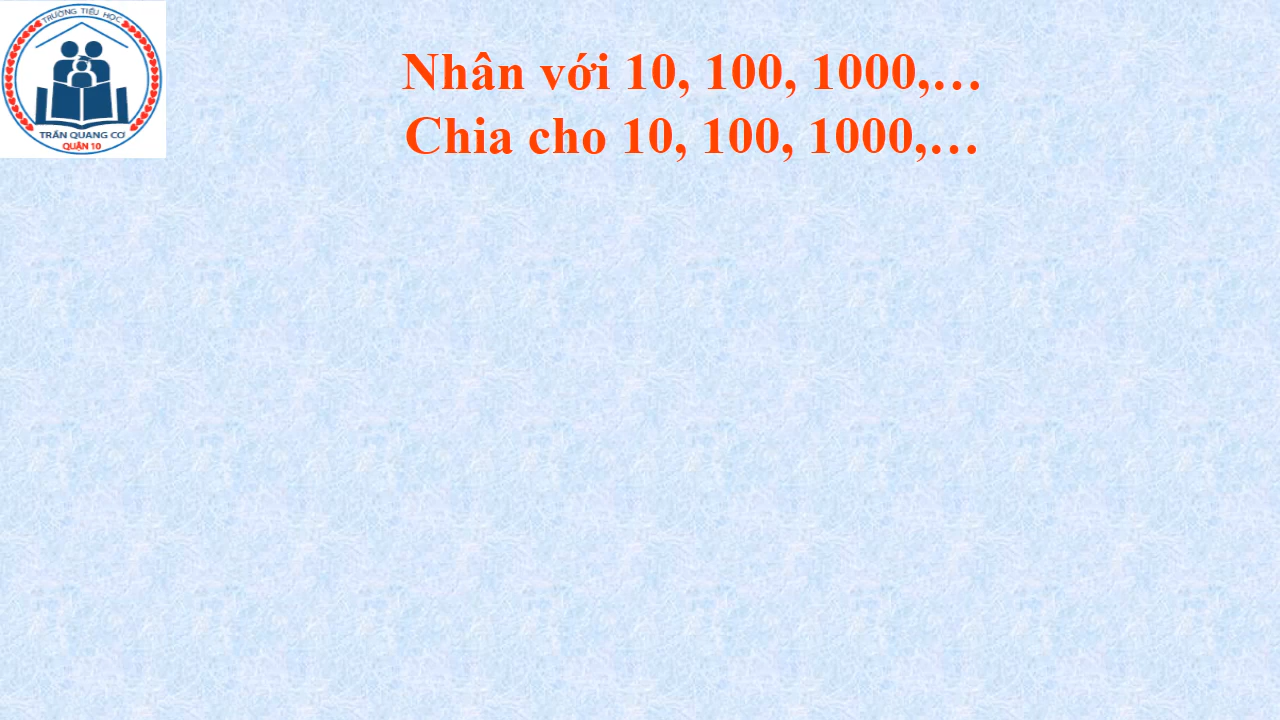 TRƯỜNG TIỂU HỌC
TRẦN QUANG CƠ
QUẬN 10
Nhân với 10, 100, 1000,…
Chia cho 10, 100, 1000,…